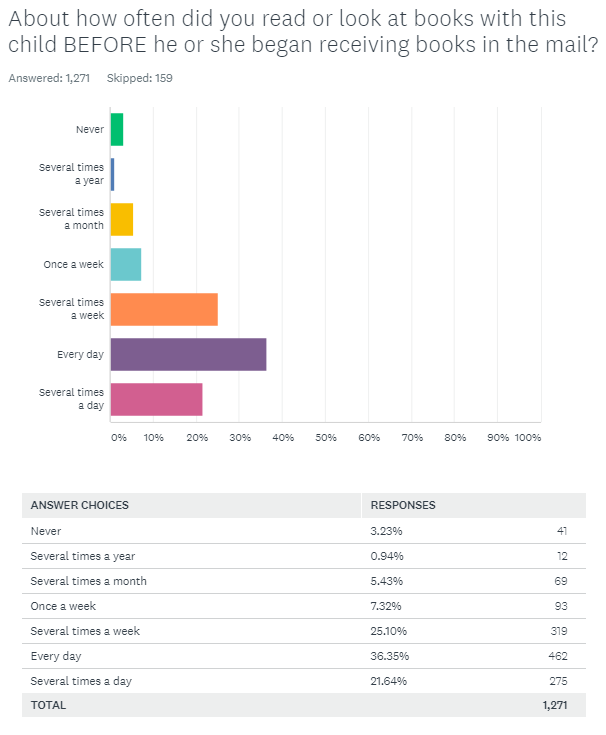 About how often did you read or look at books with this
child BEFORE he or she began receiving books in the mail?
Answered: 1,271 Skipped: 159
Never
Several times
a year
Several times
a month
Once a week
Several times
a week
Every day
Several times
a day
0% 10% 20% 30% 40% 50% 60% 70% 80% 90% 100%
ANSWER CHOICES RESPONSES
Never 3.23% 41
Several times a year 0.94% 12
Several times a month 5.43% 69
Once a week 7.32% 93
Several times a week 25.10% 319
Every day 36.35% 462
Several times a day 21.64% 275
TOTAL 1,271